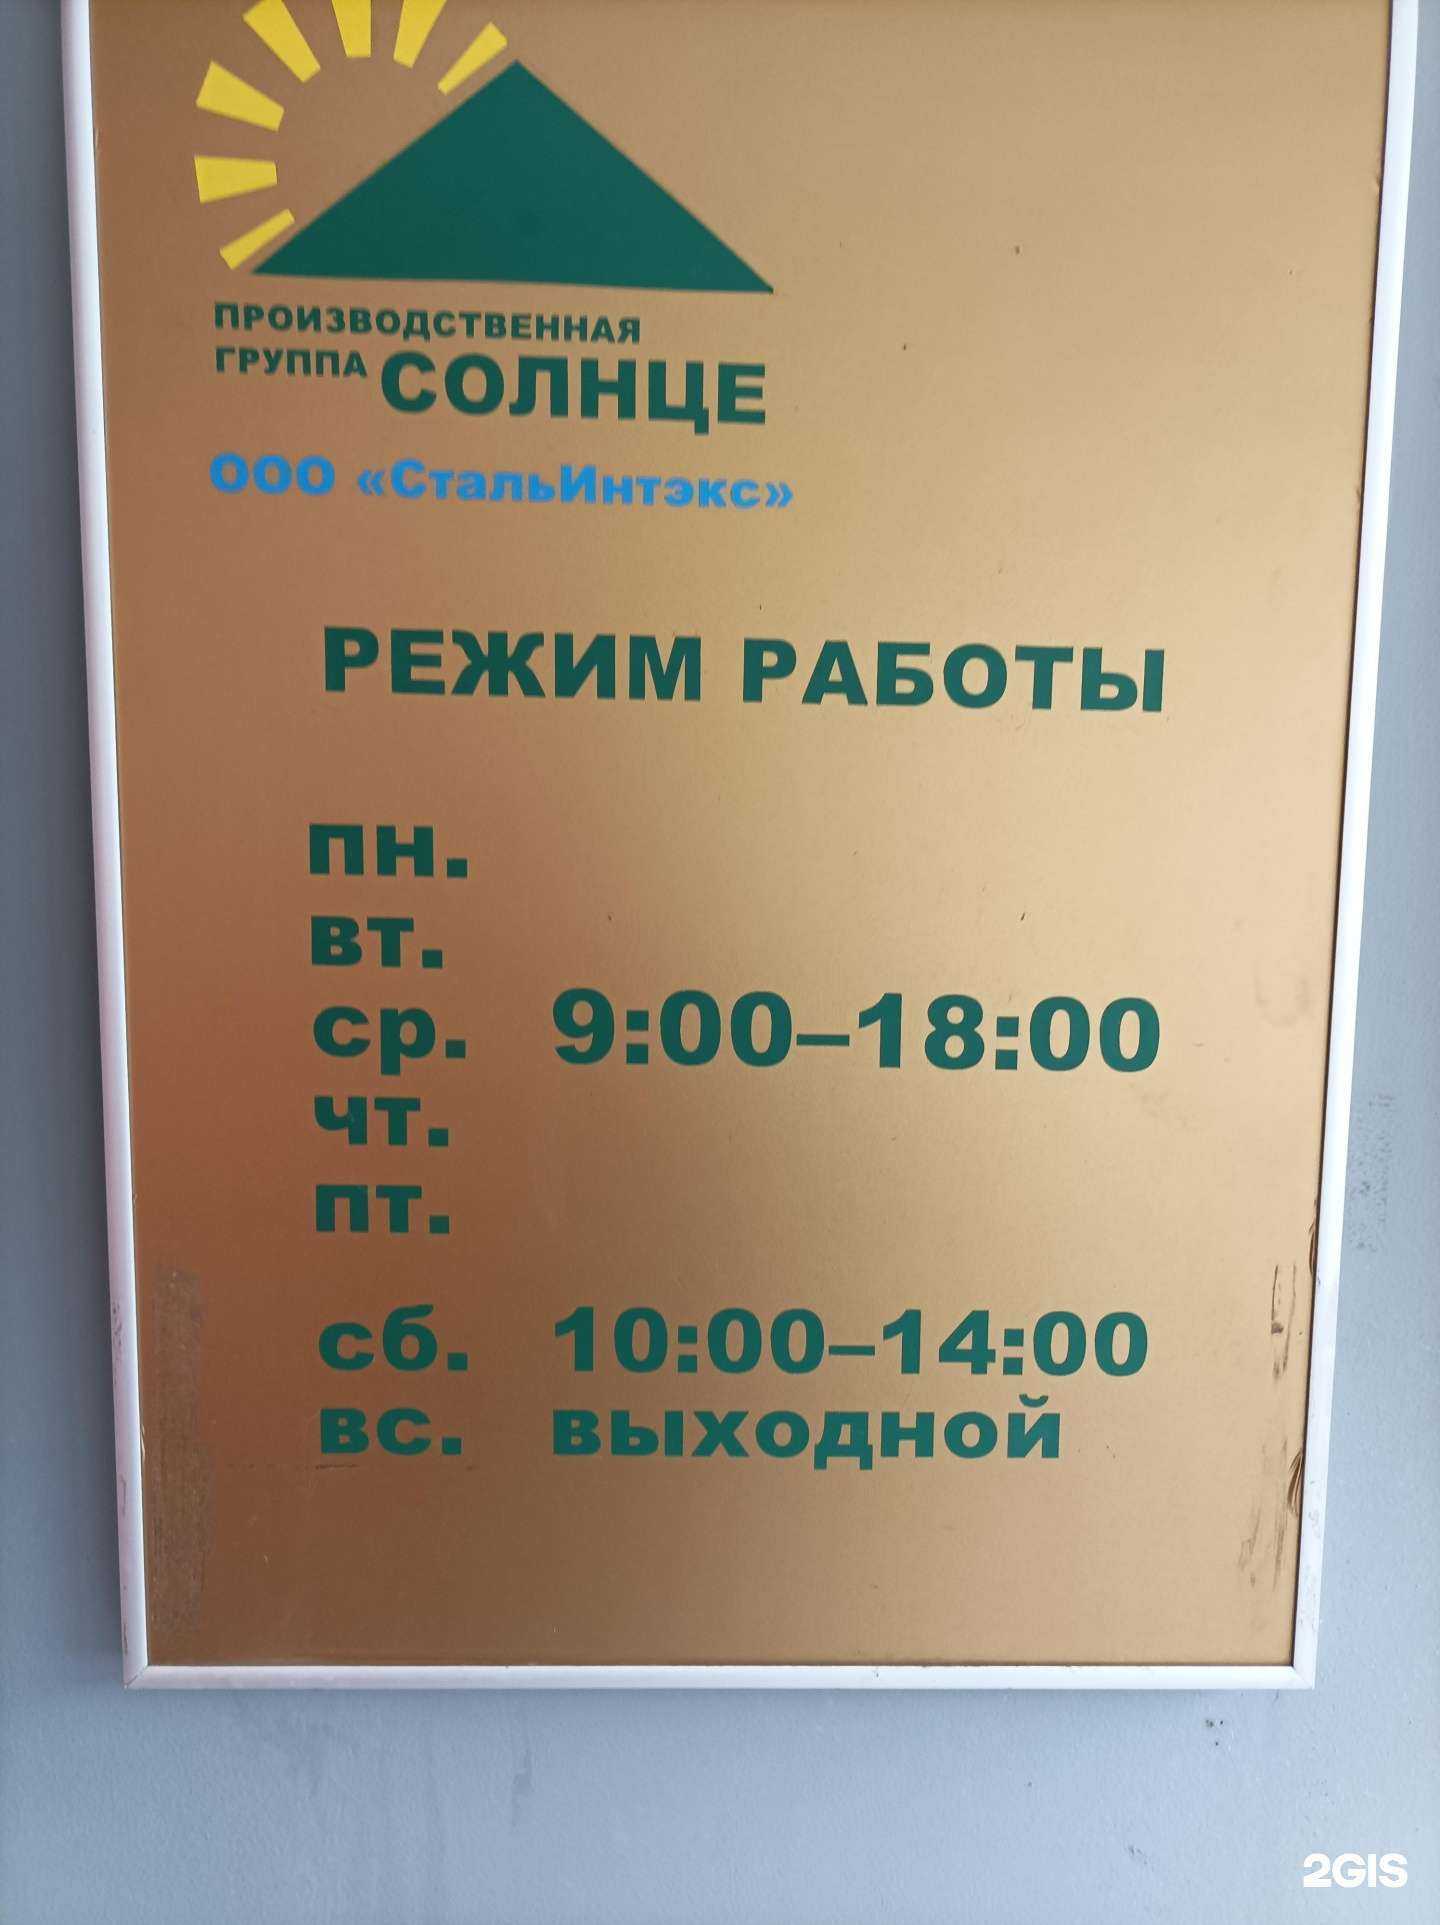 ПРОИЗВОДСТВЕННАЯ
ГРУППА СОЛНЦЕ
ООО «СтальИнтэкс»
РЕЖИМ РАБОТЫ
пн.
вт.
ср. 9:00–18:00
чт.
пт.
сб. 10:00–14:00
вс. выходной
2GIS